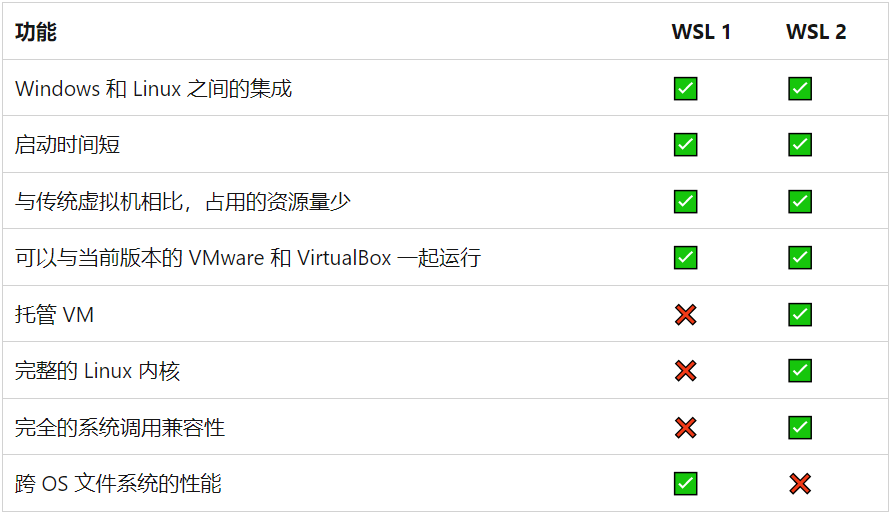 功能 WSL 1 WSL 2
Windows 和 Linux 之间的集成 ✅ ✅
启动时间短 ✅ ✅
与传统虚拟机相比，占用的资源量少 ✅ ✅
可以与当前版本的 VMware 和 VirtualBox 一起运行 ✅ ✅
托管 VM ❌ ✅
完整的 Linux 内核 ❌ ✅
完全的系统调用兼容性 ❌ ✅
跨 OS 文件系统的性能 ✅ ❌